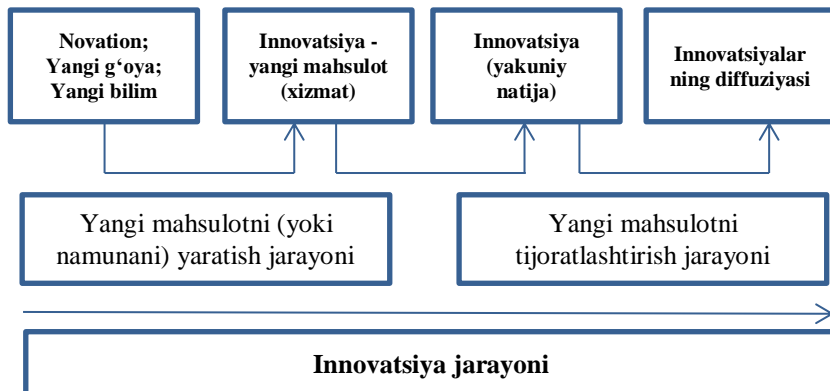 Novation;
Yangi g‘oya;
Yangi bilim
Innovatsiya -
yangi mahsulot
(xizmat)
Innovatsiya
(yakuniy
natija)
Innovatsiyalar
ning diffuziyasi
Yangi mahsulotni (yoki
namunani) yaratish jarayoni
Yangi mahsulotni
tijoratlashtirish jarayoni
Innovatsiya jarayoni